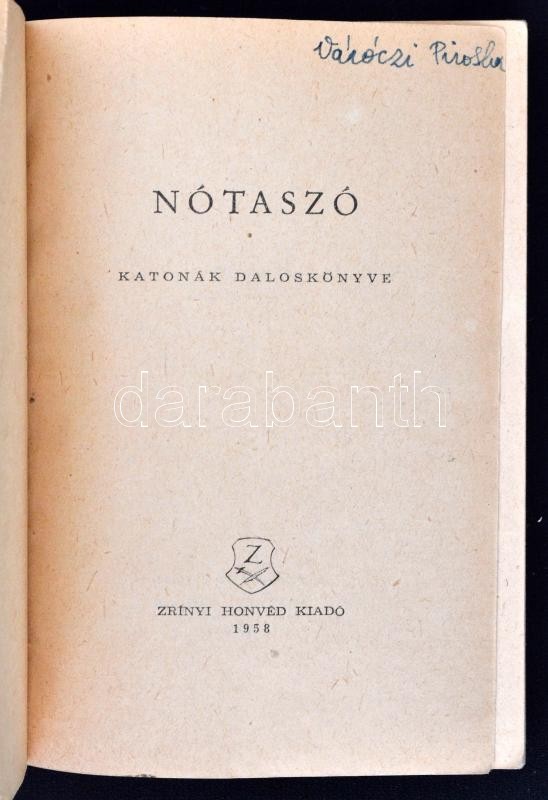 Váróczi Piroska
NÓTASZÓ
KATONÁK DALOSKÖNYVE
darabanth
Z
ZRÍNYI HONVÉD KIADÓ
1958